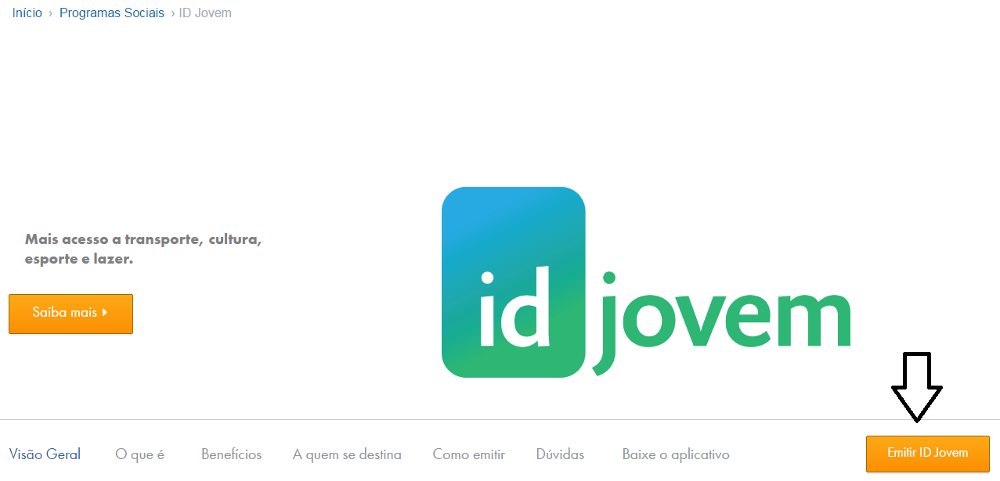 Início › Programas Sociais › ID Jovem
Mais acesso a transporte, cultura,
esporte e lazer.
Saiba mais
id jovem
Visão Geral O que é Benefícios A quem se destina Como emitir Dúvidas Baixe o aplicativo Emitir ID Jovem